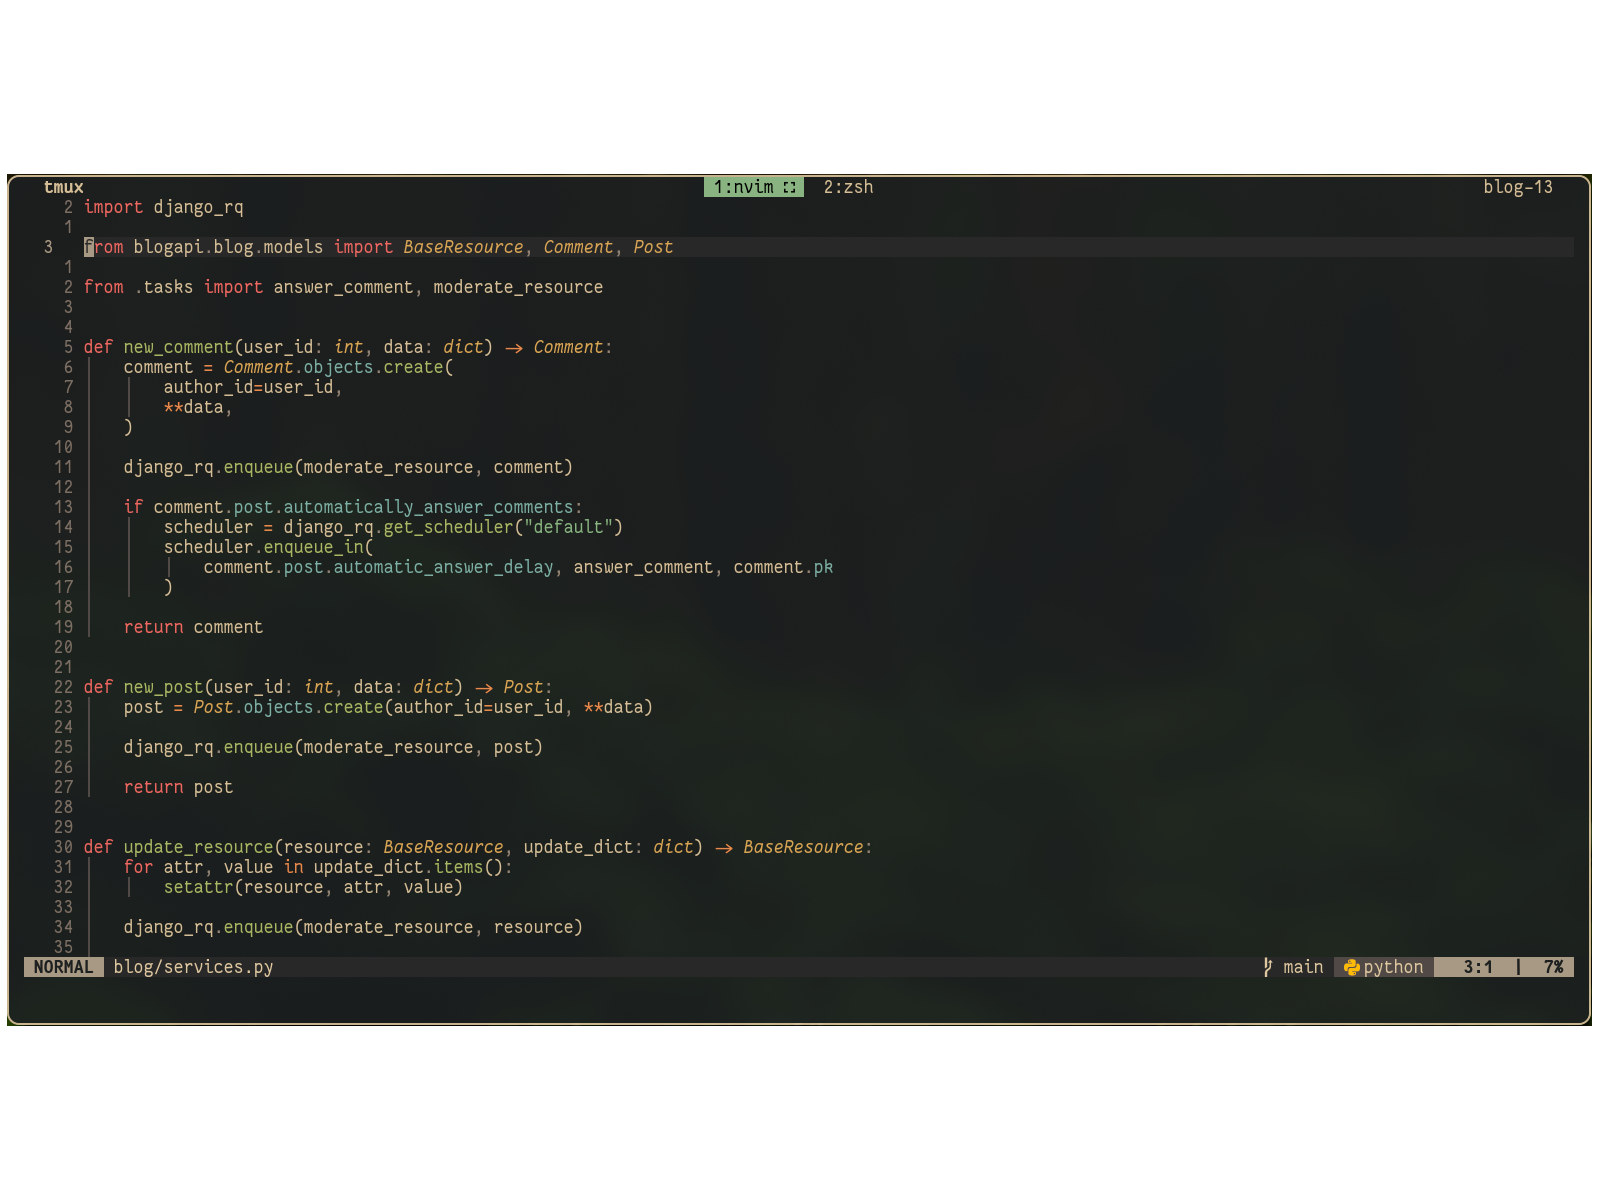 tmux 1:nvim 2:zsh blog-13
2 import django_rq
1
3 from blogapi.blog.models import BaseResource, Comment, Post
1
2 from .tasks import answer_comment, moderate_resource
3
4
5 def new_comment(user_id: int, data: dict) -> Comment:
6     comment = Comment.objects.create(
7         author_id=user_id,
8         **data,
9     )
10
11     django_rq.enqueue(moderate_resource, comment)
12
13     if comment.post.automatically_answer_comments:
14         scheduler = django_rq.get_scheduler("default")
15         scheduler.enqueue_in(
16             comment.post.automatic_answer_delay, answer_comment, comment.pk
17         )
18
19     return comment
20
21
22 def new_post(user_id: int, data: dict) -> Post:
23     post = Post.objects.create(author_id=user_id, **data)
24
25     django_rq.enqueue(moderate_resource, post)
26
27     return post
28
29
30 def update_resource(resource: BaseResource, update_dict: dict) -> BaseResource:
31     for attr, value in update_dict.items():
32         setattr(resource, attr, value)
33
34     django_rq.enqueue(moderate_resource, resource)
35
NORMAL blog/services.py main python 3:1 | 7%